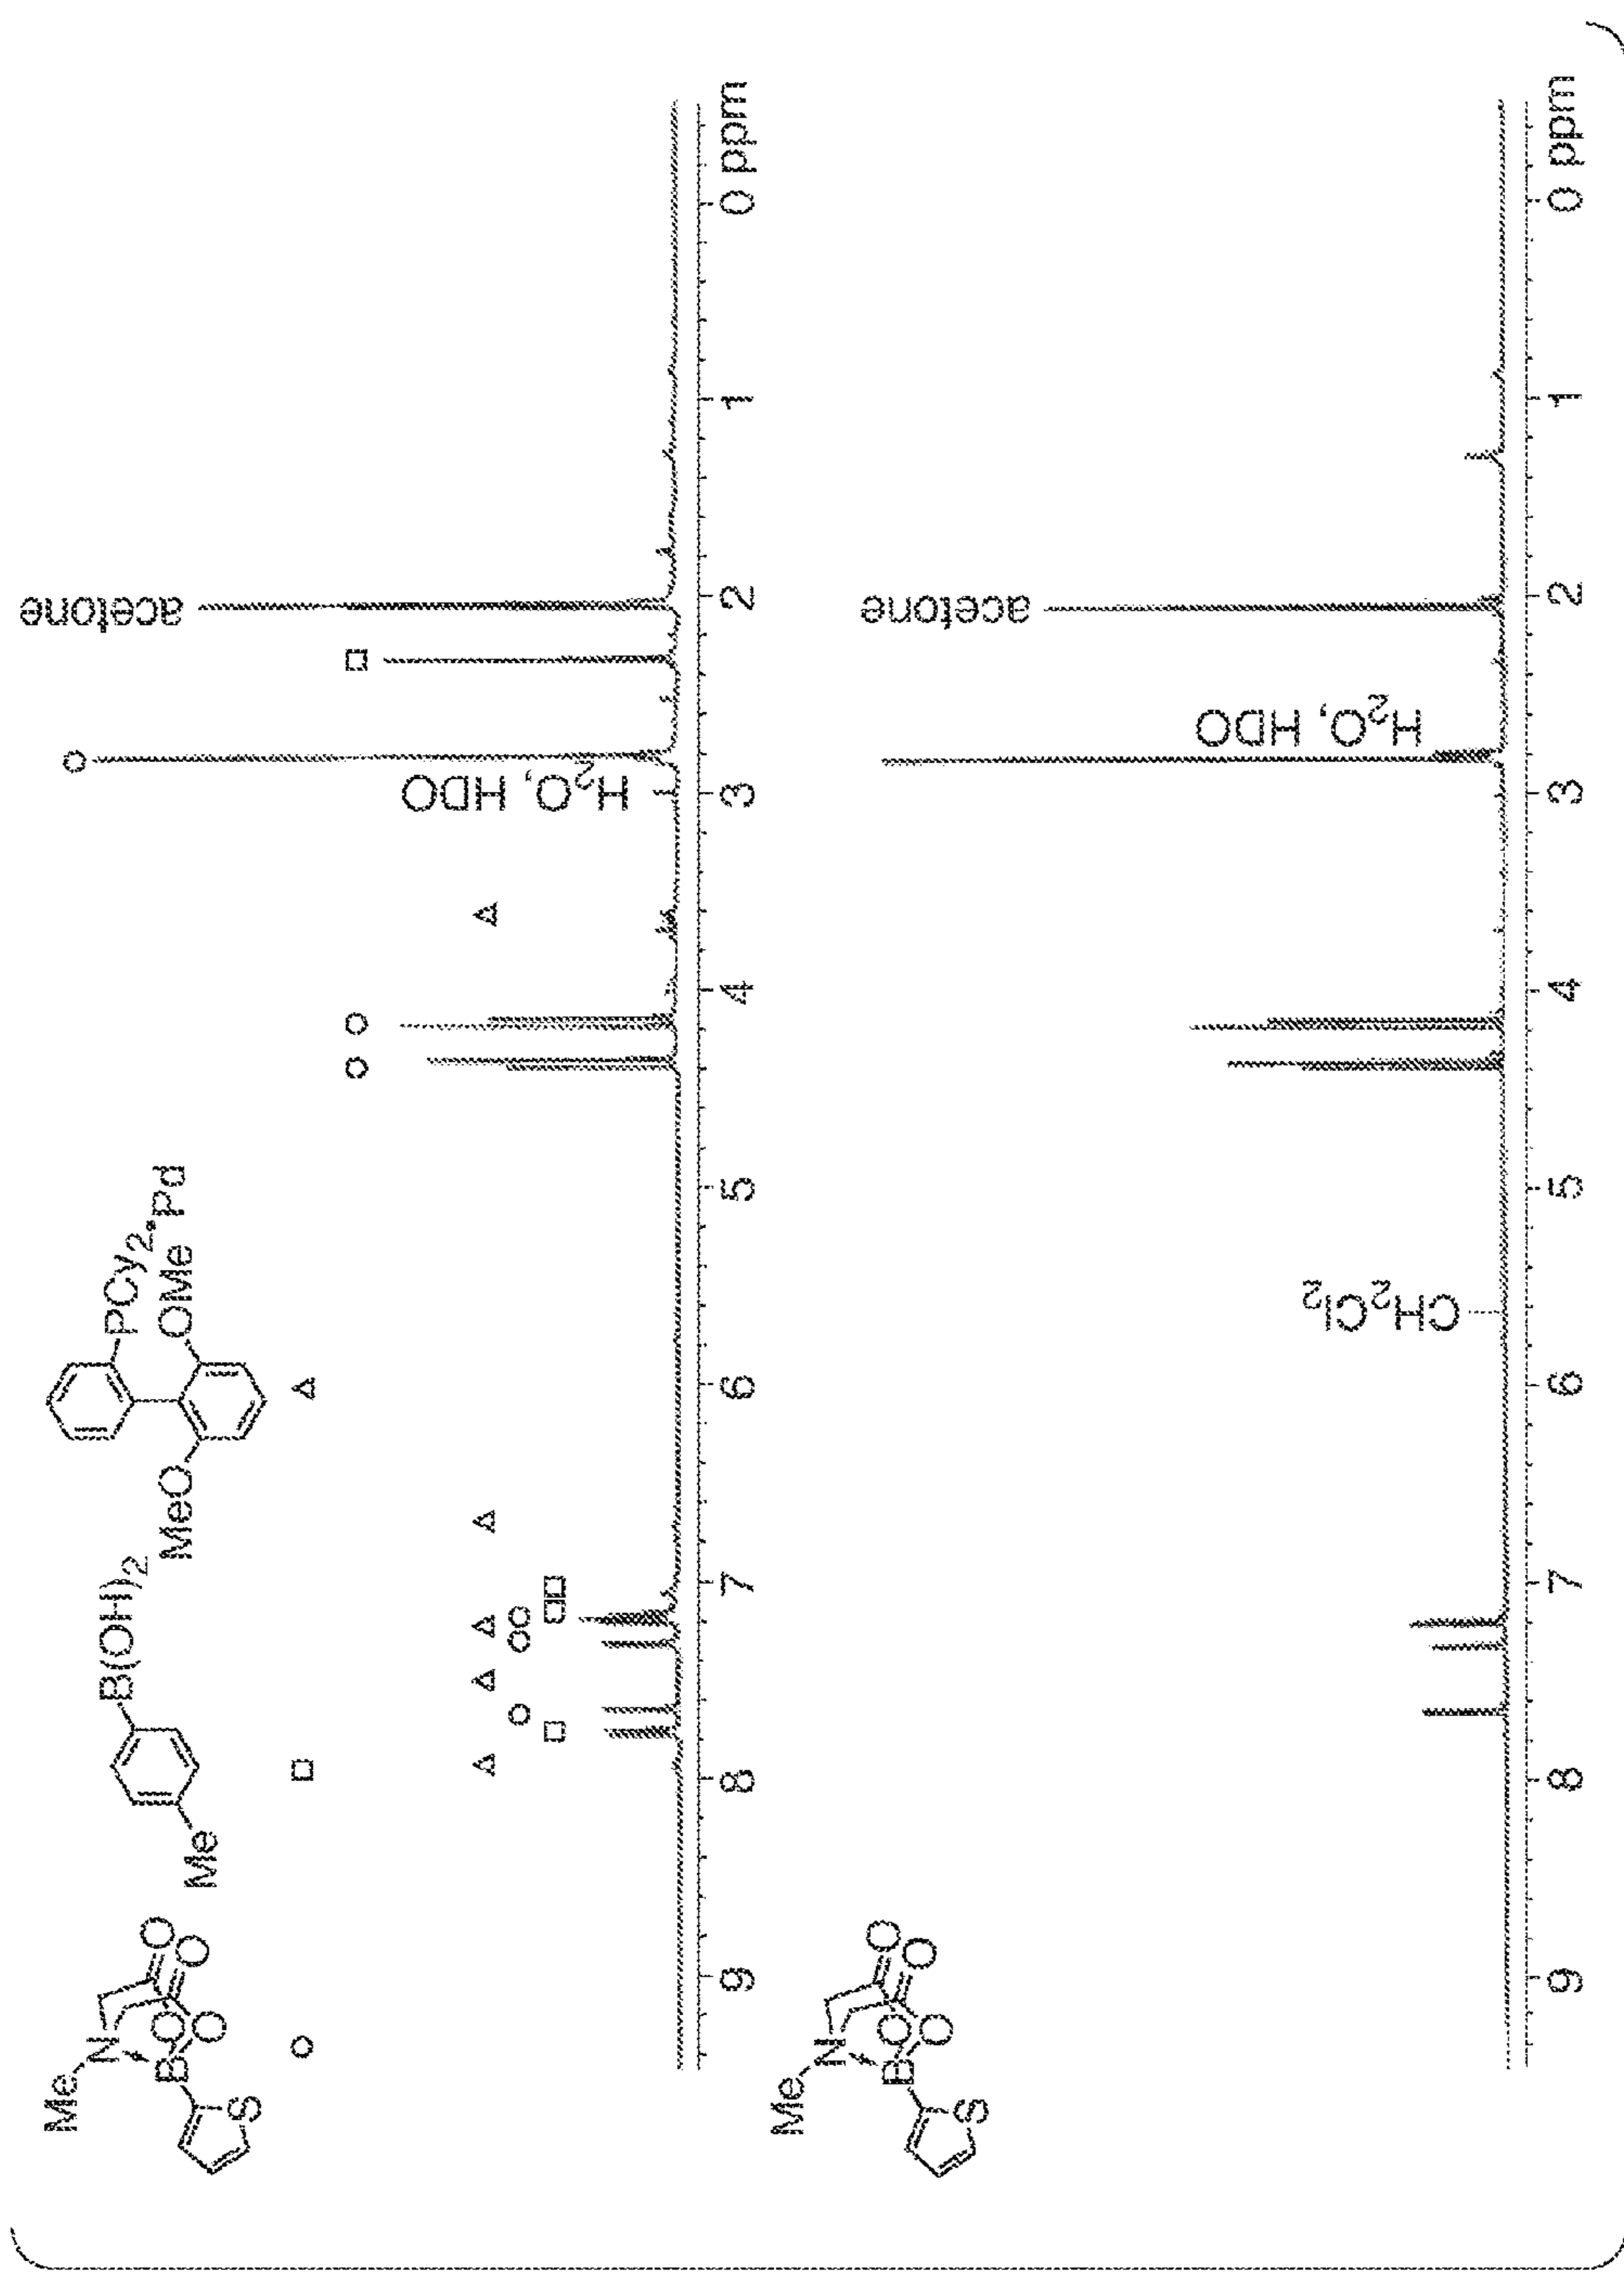 Me
N
O
O
O
O
B
S
Me
B(OH)2
MeO
PCy2•Pd
OMe
H2O, HDO
acetone
9 8 7 6 5 4 3 2 1 0 ppm
Me
N
O
O
O
O
B
S
CH2Cl2
H2O, HDO
acetone
9 8 7 6 5 4 3 2 1 0 ppm